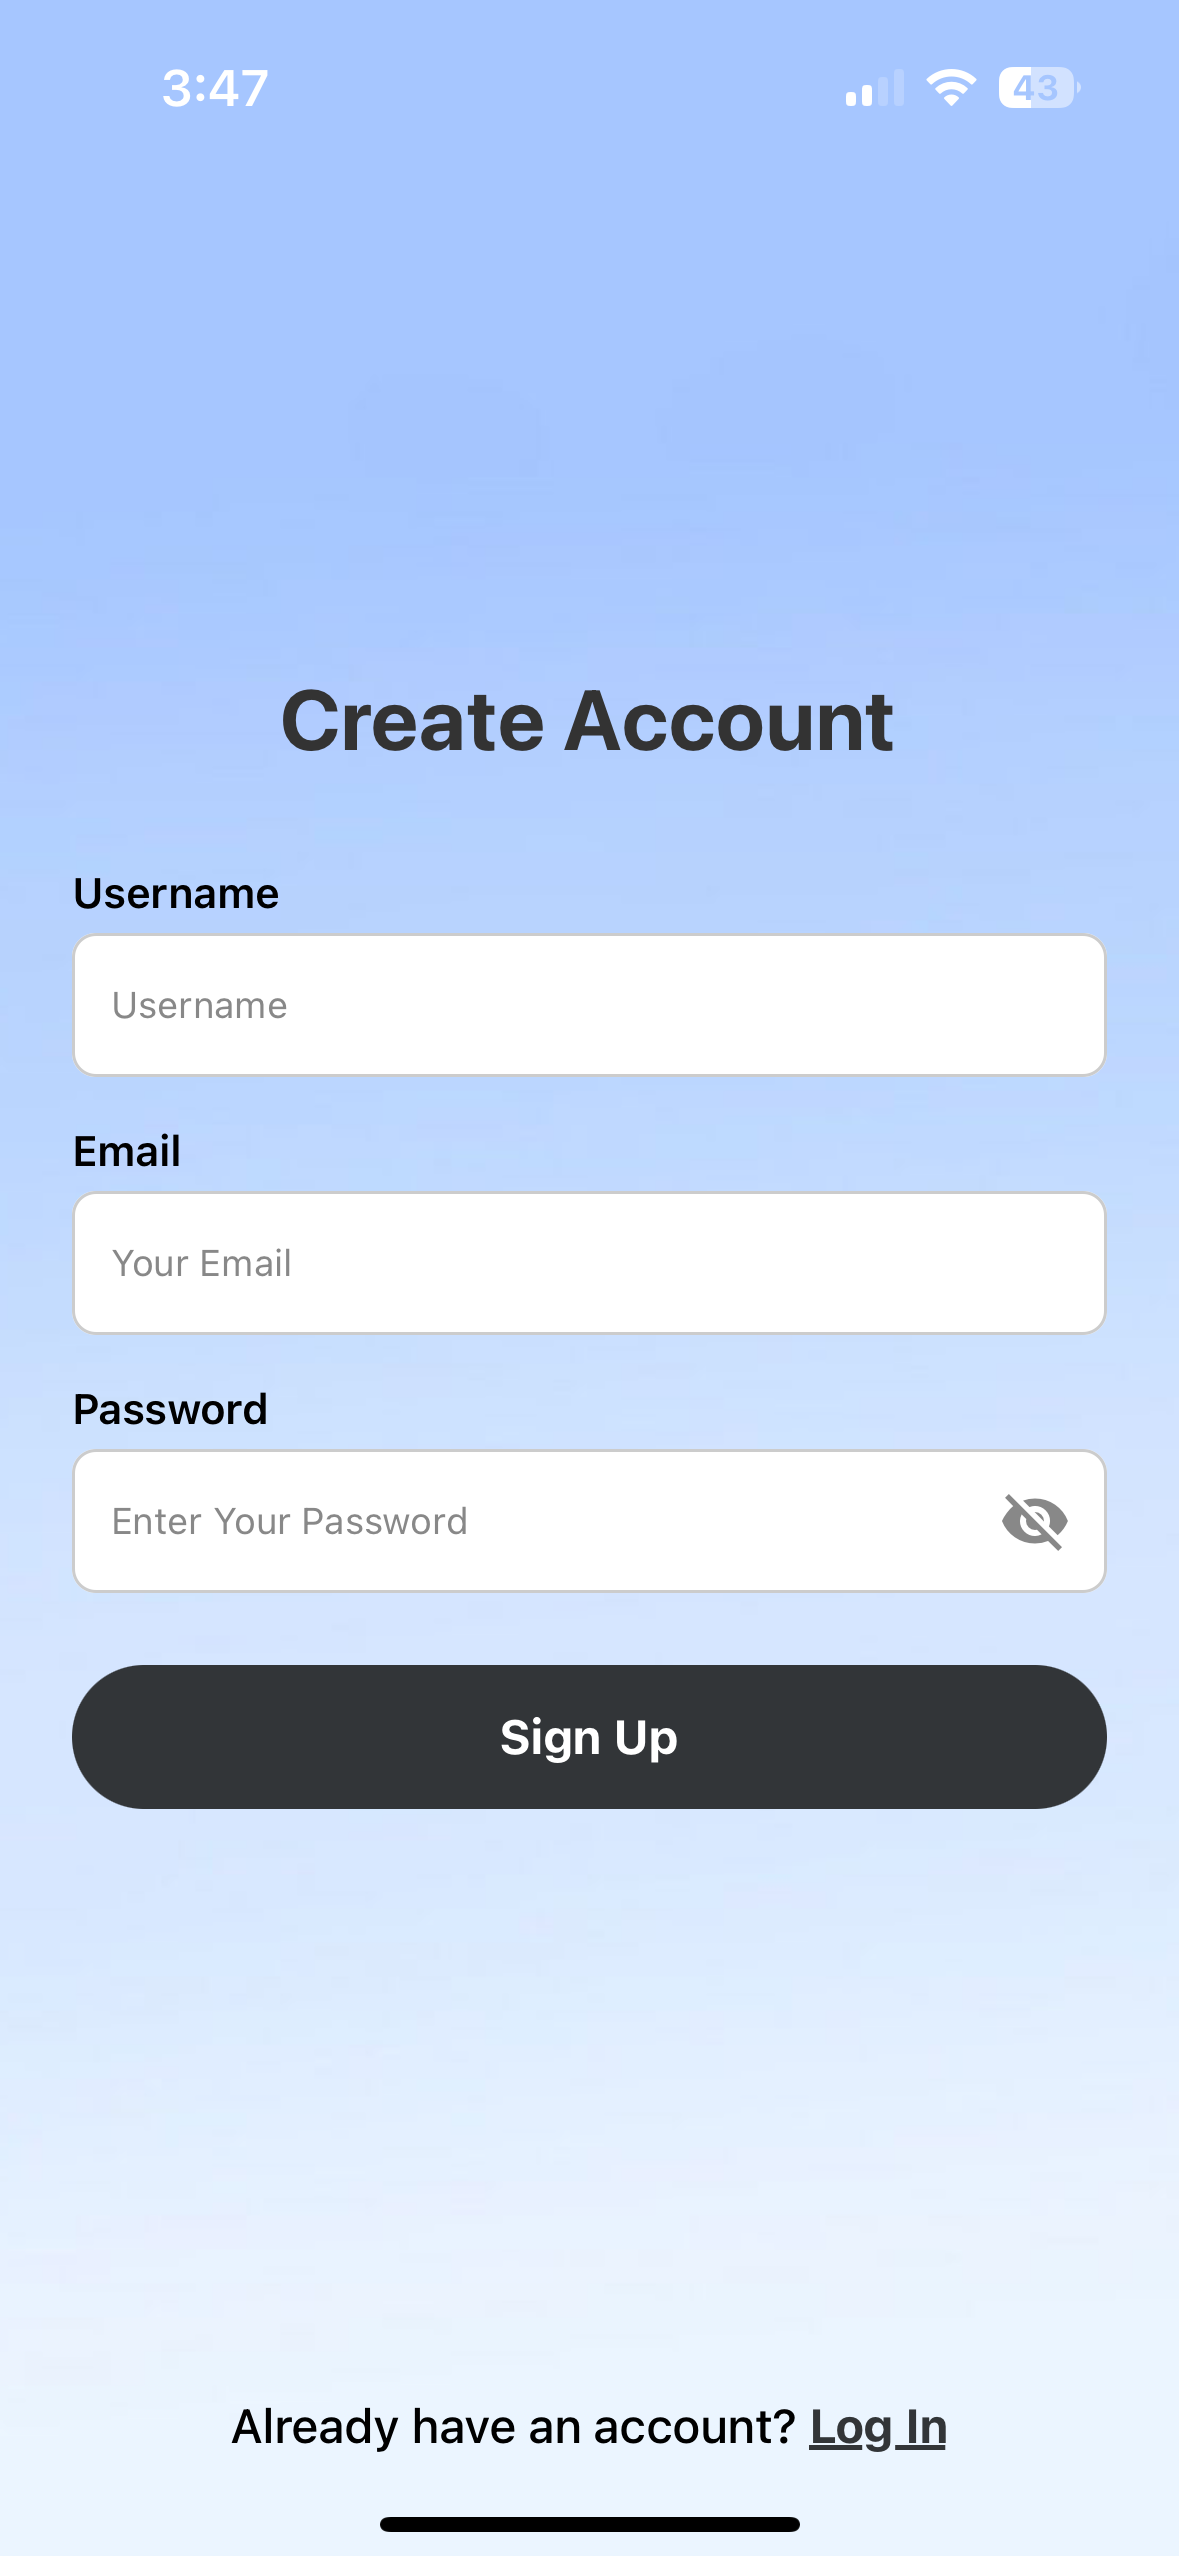 3:47
43
Create Account
Username
Username
Email
Your Email
Password
Enter Your Password
Sign Up
Already have an account? Log In